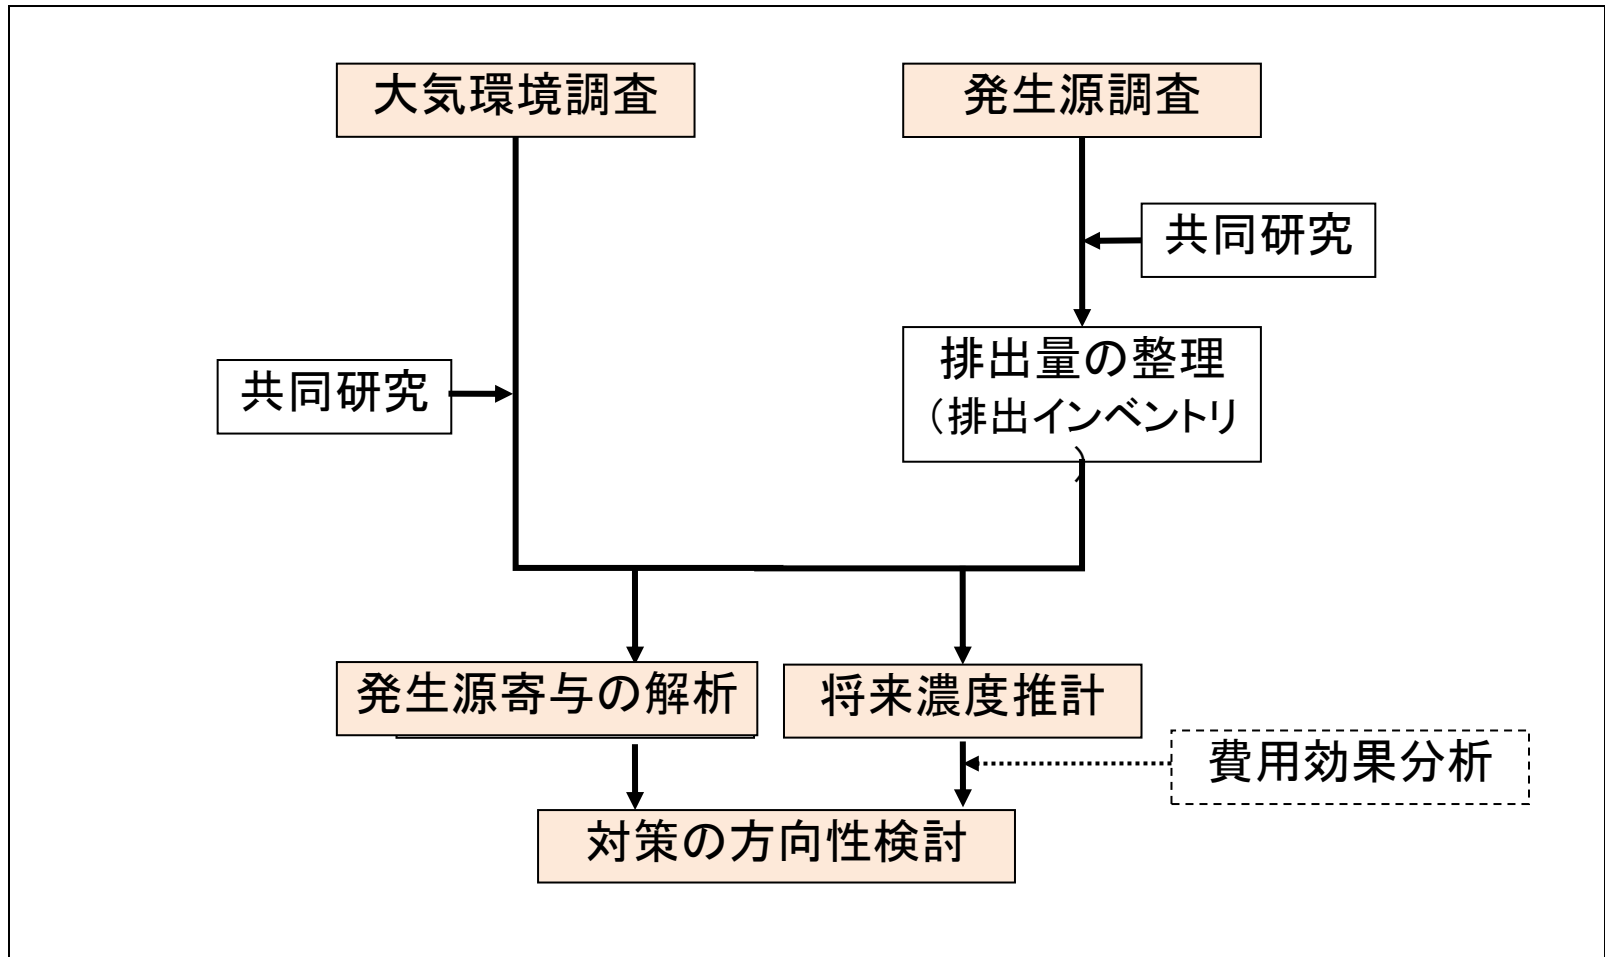 大気環境調査
発生源調査
共同研究
共同研究
排出量の整理
（排出インベントリ
）
発生源寄与の解析
将来濃度推計
費用効果分析
対策の方向性検討